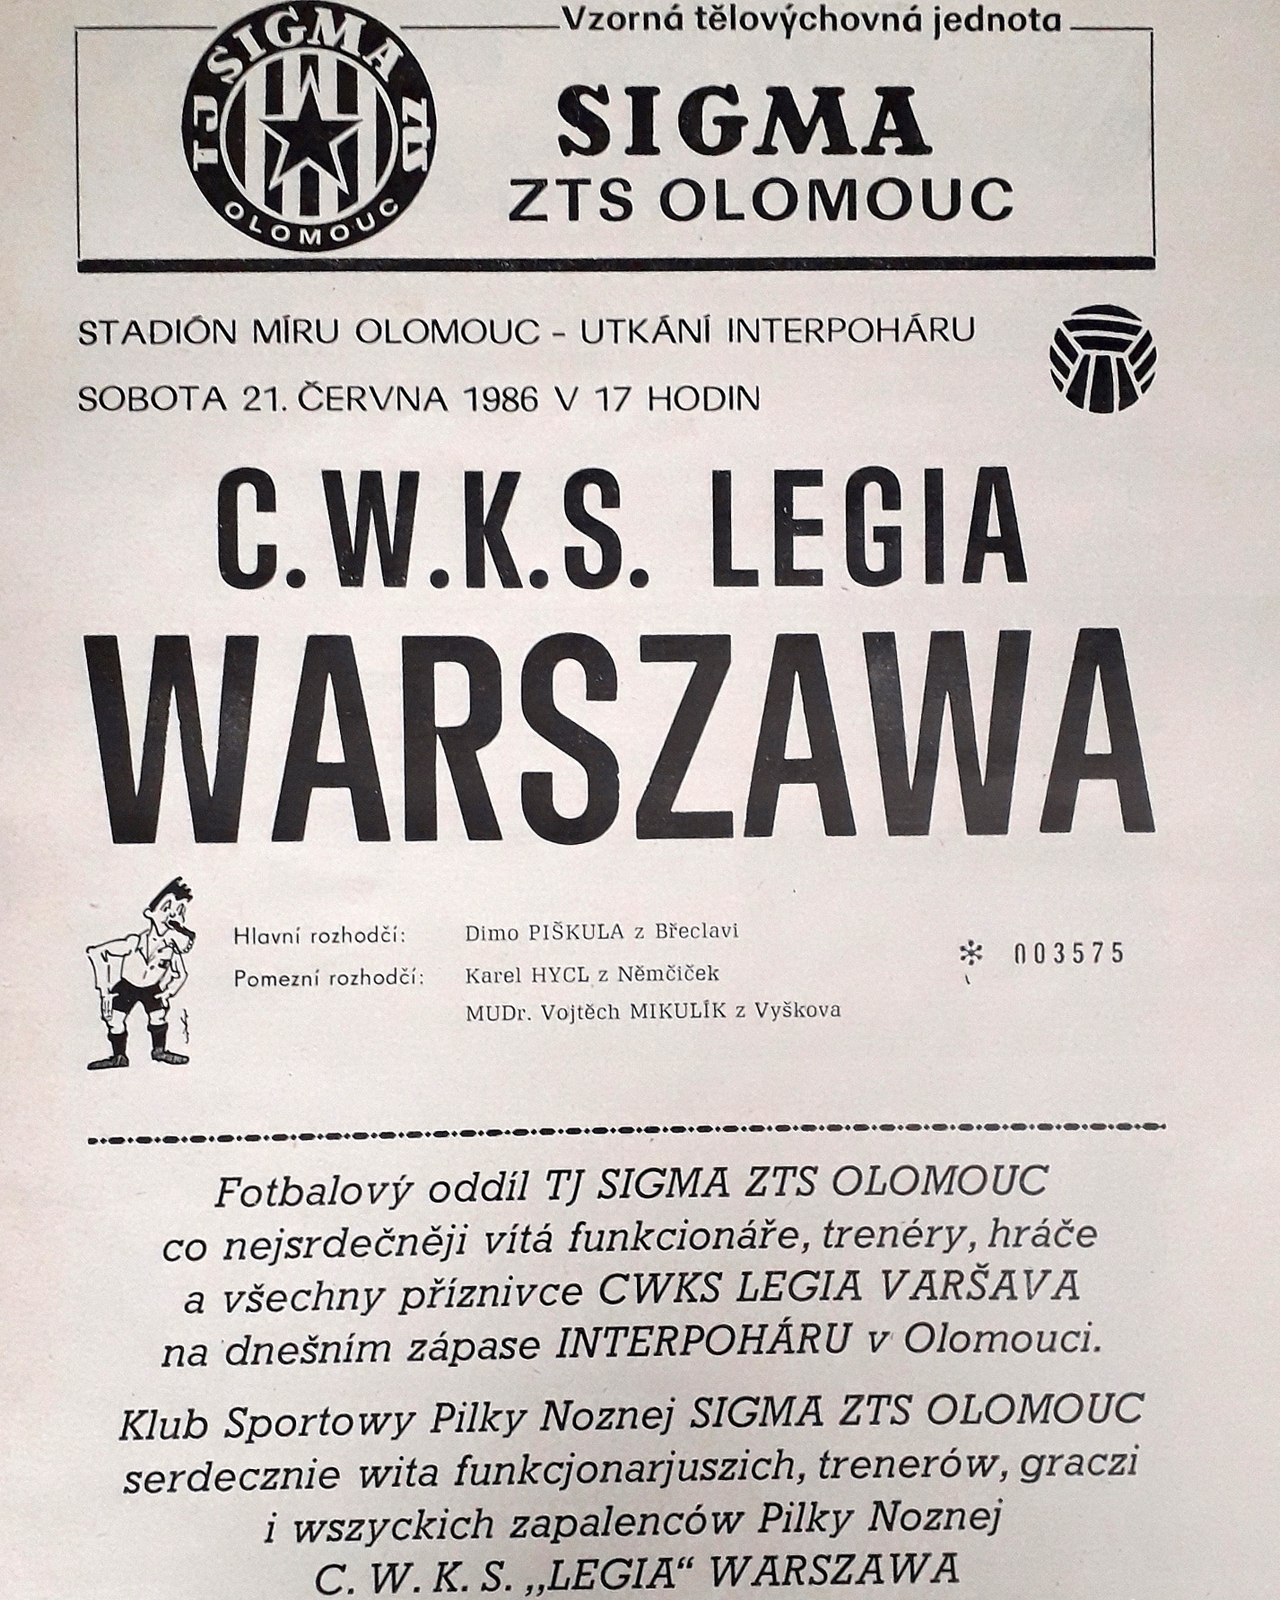 Vzorná tělovýchovná jednota
TJ SIGMA ZTS
OLOMOUC
SIGMA
ZTS OLOMOUC
STADIÓN MÍRU OLOMOUC - UTKÁNÍ INTERPOHÁRU
SOBOTA 21. ČERVNA 1986 V 17 HODIN
C.W.K.S. LEGIA
WARSZAWA
Hlavní rozhodčí: Dimo PIŠKULA z Břeclavi
Pomezní rozhodčí: Karel HYCL z Němčiček
MUDr. Vojtěch MIKULÍK z Vyškova
* 003575
Fotbalový oddíl TJ SIGMA ZTS OLOMOUC
co nejsrdečněji vítá funkcionáře, trenéry, hráče
a všechny příznivce CWKS LEGIA VARŠAVA
na dnešním zápase INTERPOHÁRU v Olomouci.
Klub Sportowy Pilky Noznej SIGMA ZTS OLOMOUC
serdecznie wita funkcjonarjuszich, trenerów, graczi
i wszyckich zapalenców Pilky Noznej
C. W. K. S. „LEGIA“ WARSZAWA